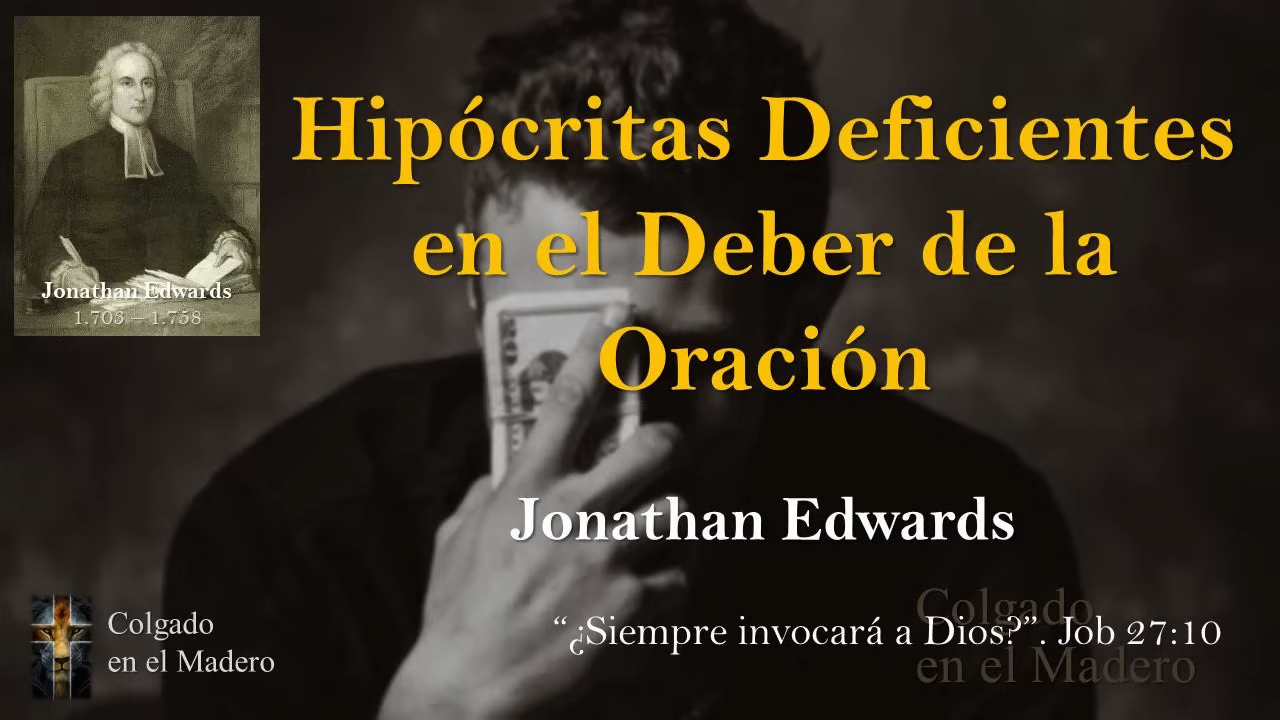 Hipócritas Deficientes
en el Deber de la
Oración
Jonathan Edwards
1.703 – 1.758
Jonathan Edwards
“¿Siempre invocará a Dios?”. Job 27:10
Colgado
en el Madero
Colgado
en el Madero